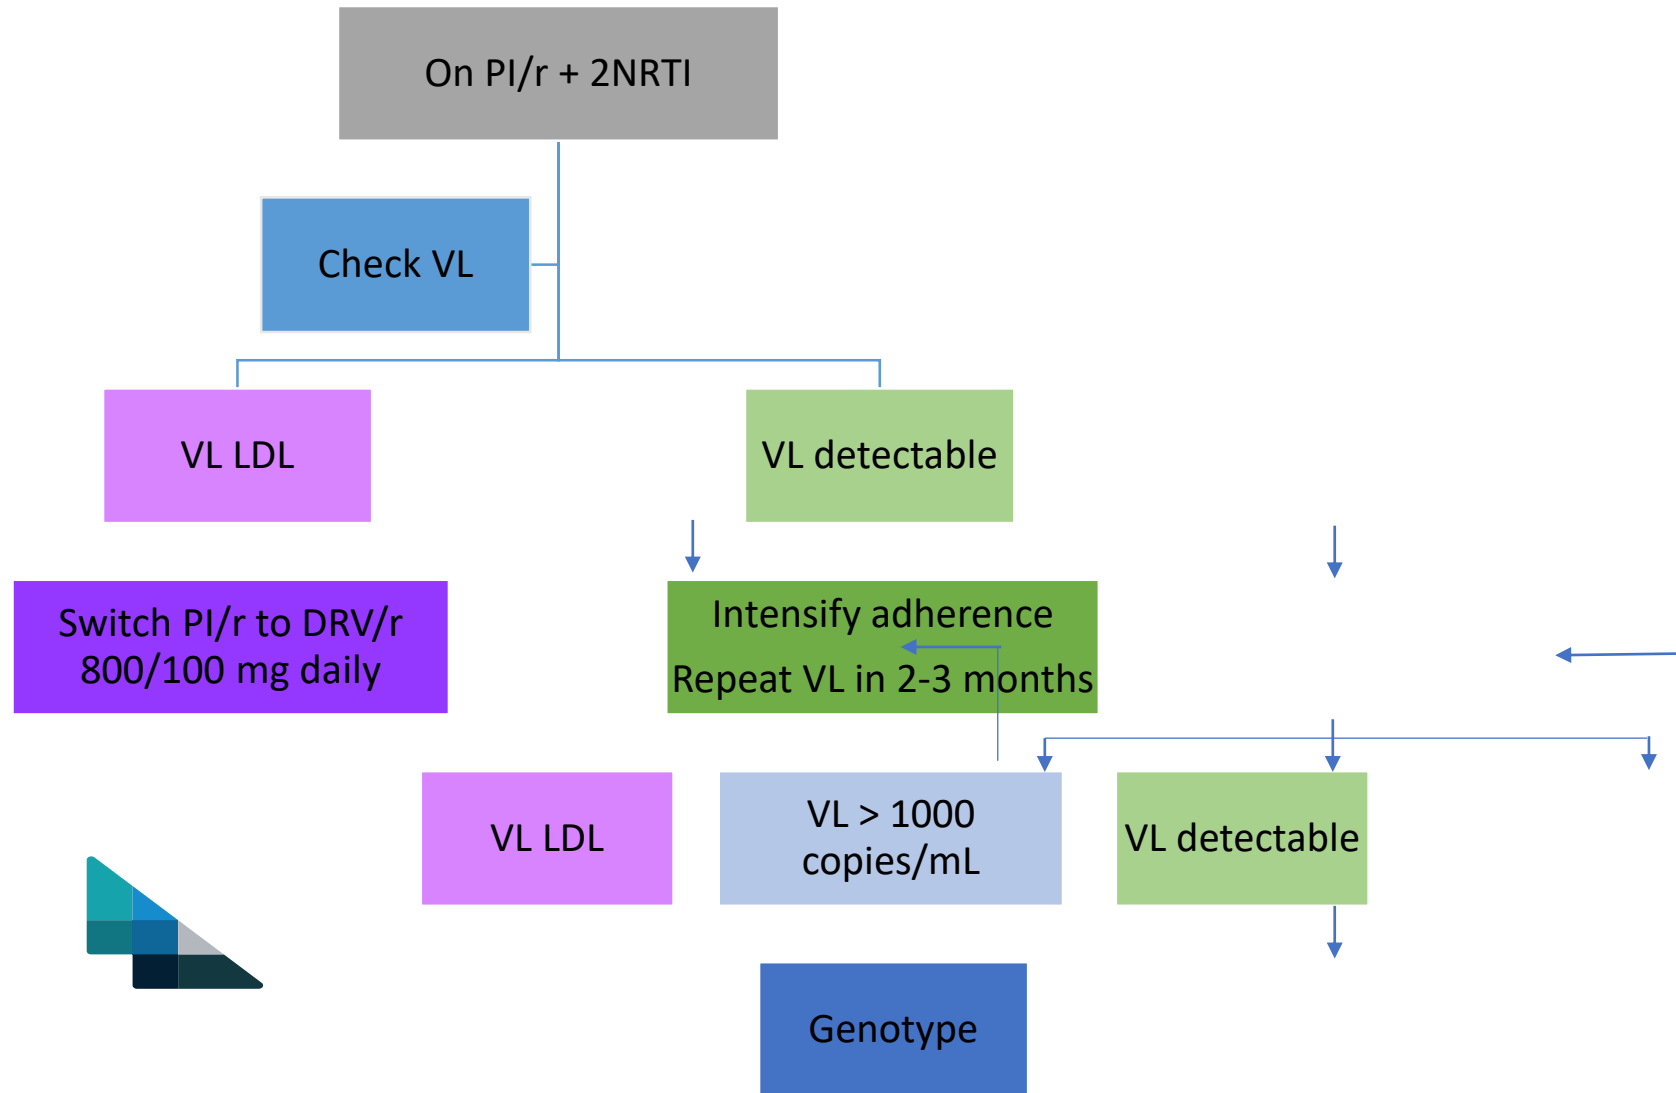 On PI/r + 2NRTI
Check VL
VL LDL
VL detectable
Switch PI/r to DRV/r
800/100 mg daily
Intensify adherence
Repeat VL in 2-3 months
VL LDL
VL > 1000
copies/mL
VL detectable
Genotype